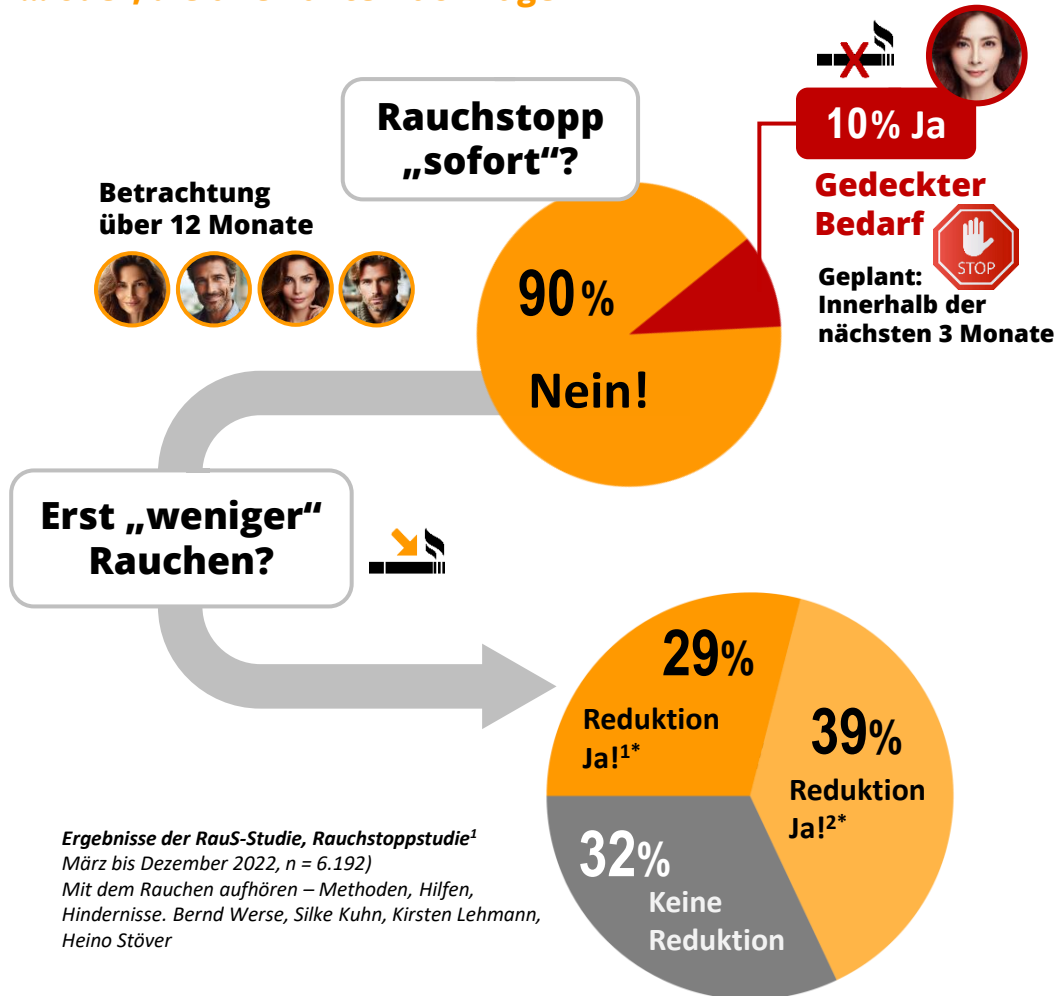 Rauchstopp
„sofort“?
10% Ja
Gedeckter
Bedarf
STOP
Geplant:
Innerhalb der
nächsten 3 Monate
Betrachtung
über 12 Monate
90%
Nein!
Erst „weniger“
Rauchen?
29%
Reduktion
Ja!¹*
39%
Reduktion
Ja!²*
32%
Keine
Reduktion
Ergebnisse der RauS-Studie, Rauchstoppstudie¹
März bis Dezember 2022, n = 6.192)
Mit dem Rauchen aufhören – Methoden, Hilfen,
Hindernisse. Bernd Werse, Silke Kuhn, Kirsten Lehmann,
Heino Stöver